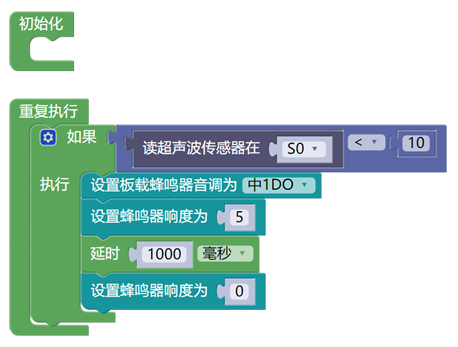 初始化
重复执行
如果 读超声波传感器在 S0 < 10
执行 设置板载蜂鸣器音调为 中1DO
设置蜂鸣器响度为 5
延时 1000 毫秒
设置蜂鸣器响度为 0